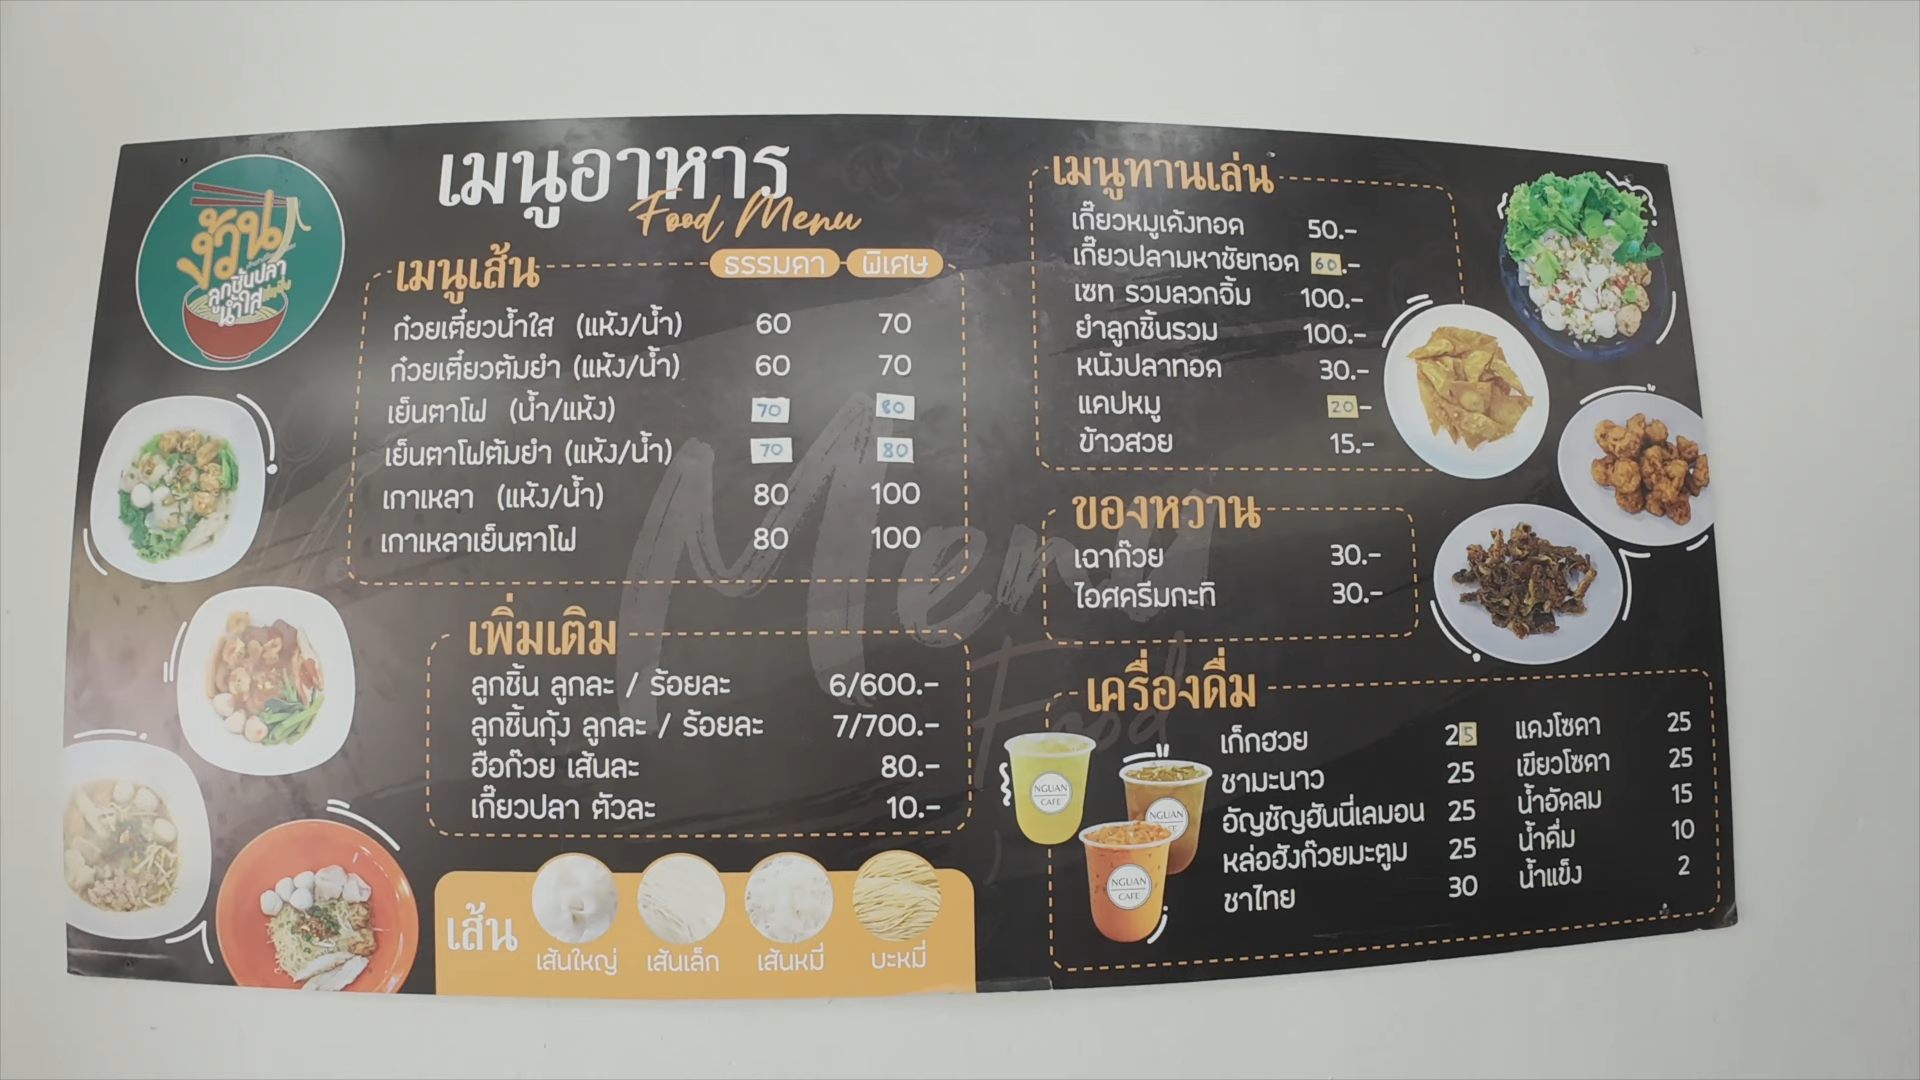 ง้วน
ลูกชิ้นปลา
น้ำใส
เมนูอาหาร
Food Menu
เมนูเส้น ธรรมดา พิเศษ
ก๋วยเตี๋ยวน้ำใส (แห้ง/น้ำ) 60 70
ก๋วยเตี๋ยวต้มยำ (แห้ง/น้ำ) 60 70
เย็นตาโฟ (น้ำ/แห้ง) 70 80
เย็นตาโฟต้มยำ (แห้ง/น้ำ) 70 80
เกาเหลา (แห้ง/น้ำ) 80 100
เกาเหลาเย็นตาโฟ 80 100
เพิ่มเติม
ลูกชิ้น ลูกละ / ร้อยละ 6/600.-
ลูกชิ้นกุ้ง ลูกละ / ร้อยละ 7/700.-
ฮือก๊วย เส้นละ 80.-
เกี๊ยวปลา ตัวละ 10.-
เส้น
เส้นใหญ่ เส้นเล็ก เส้นหมี่ บะหมี่
เมนูทานเล่น
เกี๊ยวหมูเด้งทอด 50.-
เกี๊ยวปลามหาชัยทอด 60.-
เซท รวมลวกจิ้ม 100.-
ยำลูกชิ้นรวม 100.-
หนังปลาทอด 30.-
แคปหมู 20-
ข้าวสวย 15.-
ของหวาน
เฉาก๊วย 30.-
ไอศครีมกะทิ 30.-
เครื่องดื่ม
เก็กฮวย 25 แดงโซดา 25
ชามะนาว 25 เขียวโซดา 25
อัญชัญฮันนี่เลมอน 25 น้ำอัดลม 15
หล่อฮังก๊วยมะตูม 25 น้ำดื่ม 10
ชาไทย 30 น้ำแข็ง 2
NGUAN
CAFE
NGUAN
CAFE
NGUAN
CAFE
Menu
Food